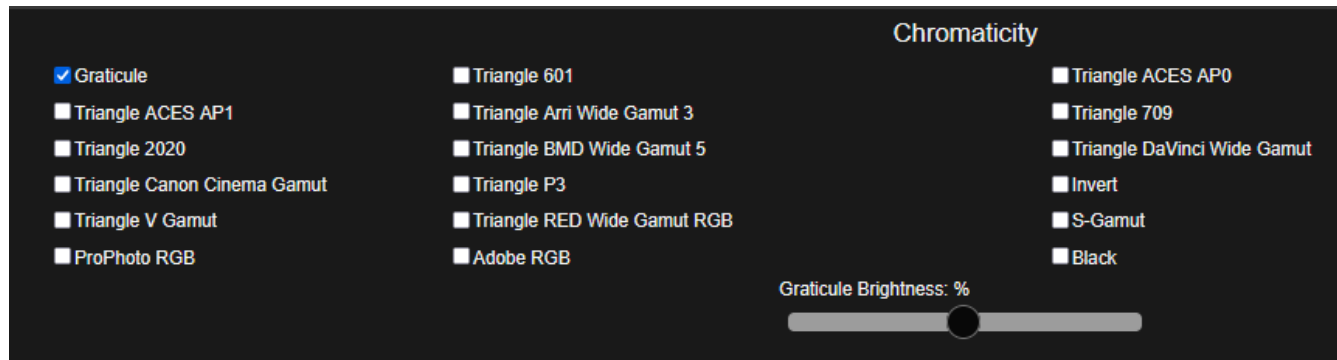 Chromaticity
Graticule
Triangle 601
Triangle ACES AP0
Triangle ACES AP1
Triangle Arri Wide Gamut 3
Triangle 709
Triangle 2020
Triangle BMD Wide Gamut 5
Triangle DaVinci Wide Gamut
Triangle Canon Cinema Gamut
Triangle P3
Invert
Triangle V Gamut
Triangle RED Wide Gamut RGB
S-Gamut
ProPhoto RGB
Adobe RGB
Black
Graticule Brightness: %